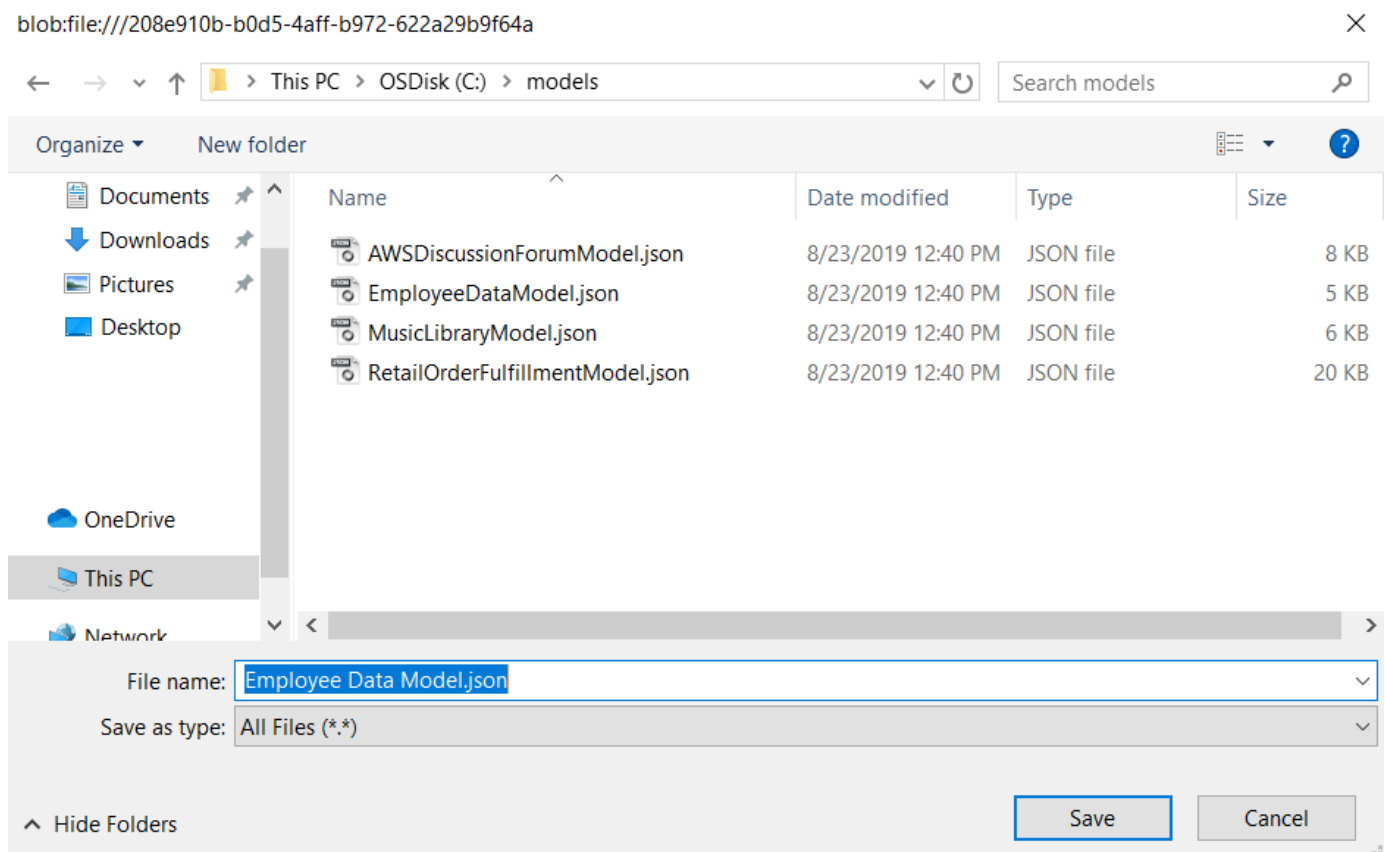 blob:file:///208e910b-b0d5-4aff-b972-622a29b9f64a
This PC > OSDisk (C:) > models
Search models
Organize New folder
?
Name Date modified Type Size
Documents
Downloads
Pictures
Desktop
OneDrive
This PC
Network
AWSDiscussionForumModel.json 8/23/2019 12:40 PM JSON file 8 KB
EmployeeDataModel.json 8/23/2019 12:40 PM JSON file 5 KB
MusicLibraryModel.json 8/23/2019 12:40 PM JSON file 6 KB
RetailOrderFulfillmentModel.json 8/23/2019 12:40 PM JSON file 20 KB
File name: Employee Data Model.json
Save as type: All Files (*.*)
Hide Folders Save Cancel